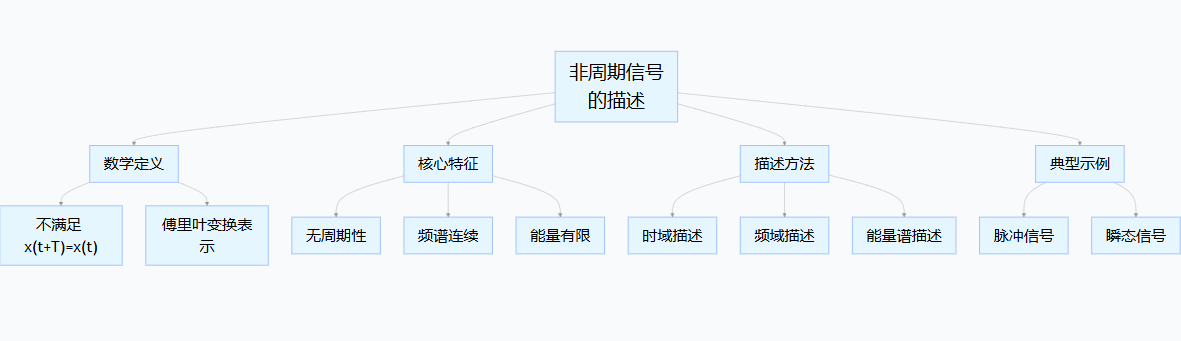 非周期信号
的描述
数学定义
核心特征
描述方法
典型示例
不满足
x(t+T)=x(t)
傅里叶变换表
示
无周期性
频谱连续
能量有限
时域描述
频域描述
能量谱描述
脉冲信号
瞬态信号